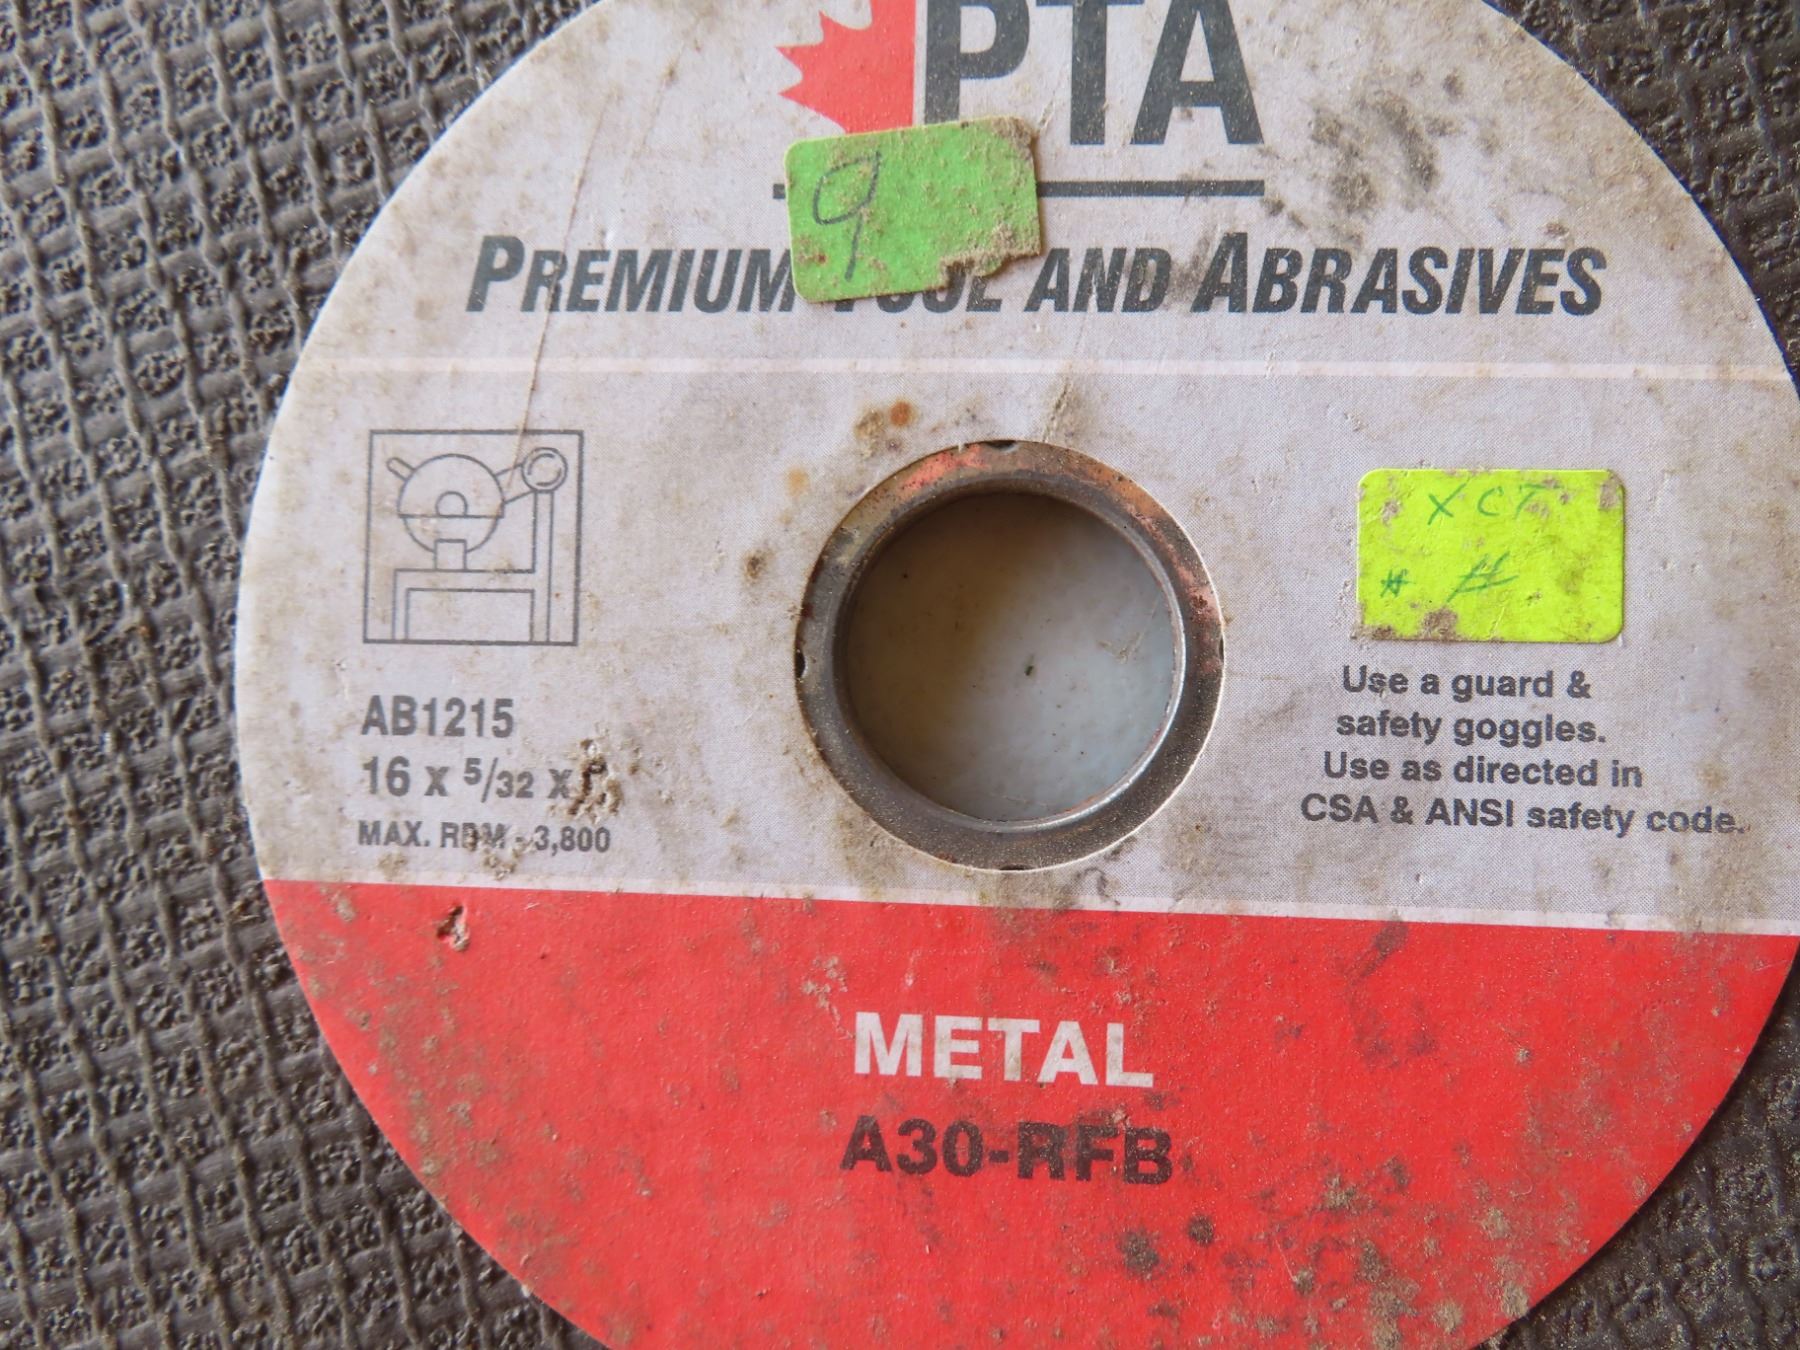 PTA
9
PREMIUM TOOL AND ABRASIVES
XCT
# #
AB1215
16 x 5/32 x
MAX. RPM - 3,800
Use a guard &
safety goggles.
Use as directed in
CSA & ANSI safety code.
METAL
A30-RFB